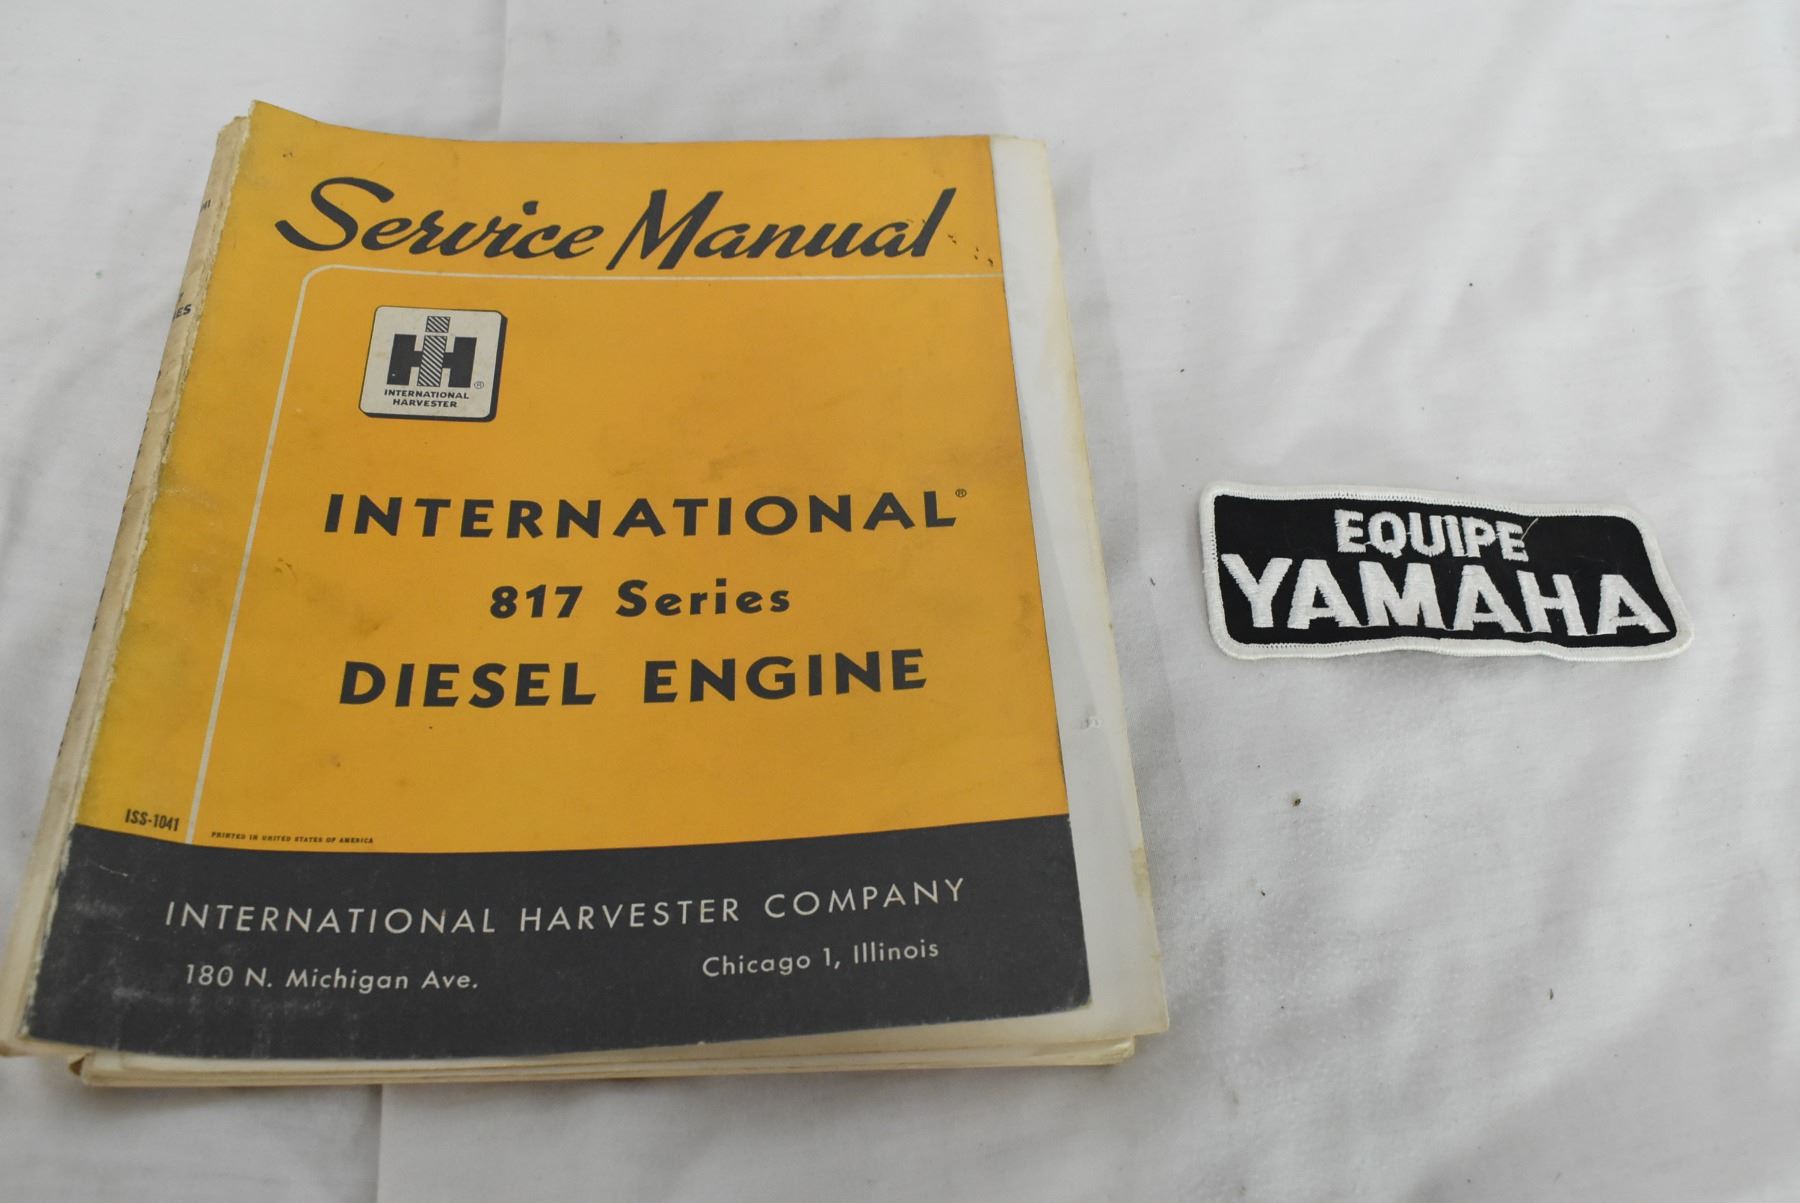 Service Manual
IH
®
INTERNATIONAL
HARVESTER
INTERNATIONAL®
817 Series
DIESEL ENGINE
ISS-1041
PRINTED IN UNITED STATES OF AMERICA
INTERNATIONAL HARVESTER COMPANY
180 N. Michigan Ave.
Chicago 1, Illinois
EQUIPE
YAMAHA